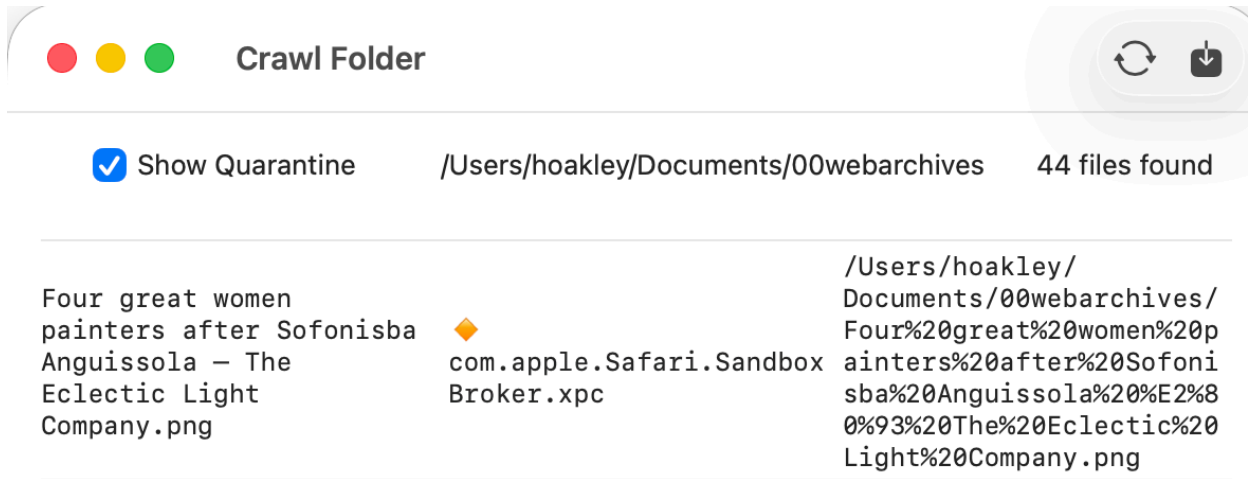 Crawl Folder
Show Quarantine
/Users/hoakley/Documents/00webarchives
44 files found
Four great women
painters after Sofonisba
Anguissola – The
Eclectic Light
Company.png
com.apple.Safari.Sandbox
Broker.xpc
/Users/hoakley/
Documents/00webarchives/
Four%20great%20women%20p
ainters%20after%20Sofoni
sba%20Anguissola%20%E2%8
0%93%20The%20Eclectic%20
Light%20Company.png